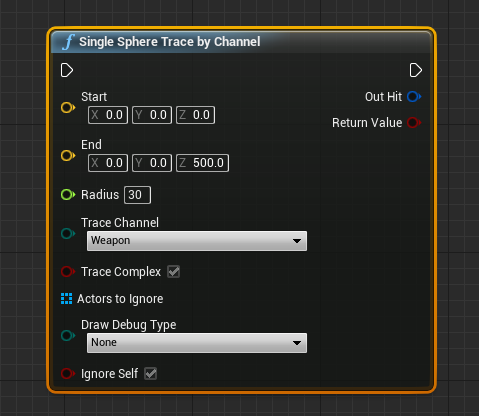 f Single Sphere Trace by Channel
Start
X 0.0 Y 0.0 Z 0.0
Out Hit
Return Value
End
X 0.0 Y 0.0 Z 500.0
Radius 30
Trace Channel
Weapon
Trace Complex
Actors to Ignore
Draw Debug Type
None
Ignore Self